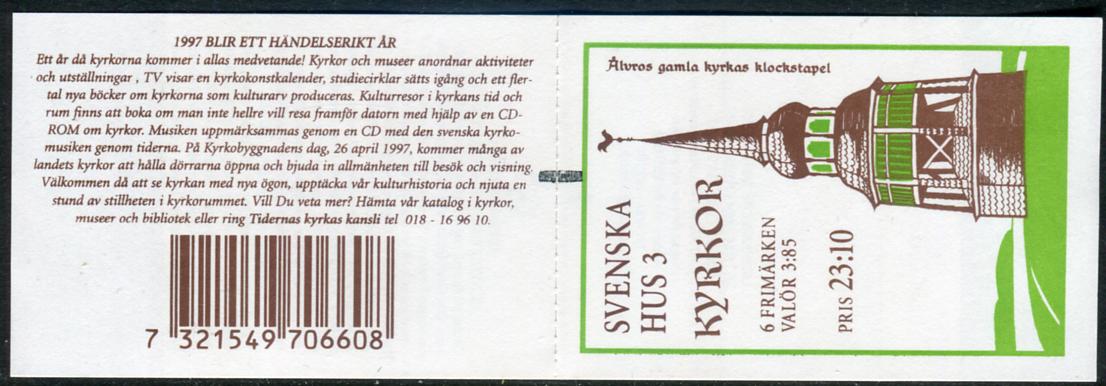 1997 BLIR ETT HÄNDELSERIKT ÅR
Ett år då kyrkorna kommer i allas medvetande! Kyrkor och museer anordnar aktiviteter
och utställningar , TV visar en kyrkokonstkalender, studiecirklar sätts igång och ett fler-
tal nya böcker om kyrkorna som kulturarv produceras. Kulturresor i kyrkans tid och
rum finns att boka om man inte hellre vill resa framför datorn med hjälp av en CD-
ROM om kyrkor. Musiken uppmärksammas genom en CD med den svenska kyrko-
musiken genom tiderna. På Kyrkobyggnadens dag, 26 april 1997, kommer många av
landets kyrkor att hålla dörrarna öppna och bjuda in allmänheten till besök och visning.
Välkommen då att se kyrkan med nya ögon, upptäcka vår kulturhistoria och njuta en
stund av stillheten i kyrkorummet. Vill Du veta mer? Hämta vår katalog i kyrkor,
museer och bibliotek eller ring Tidernas kyrkas kansli tel 018 - 16 96 10.
7 321549 706608
Älvros gamla kyrkas klockstapel
SVENSKA
HUS 3
KYRKOR
6 FRIMÄRKEN
VALÖR 3:85
PRIS 23:10